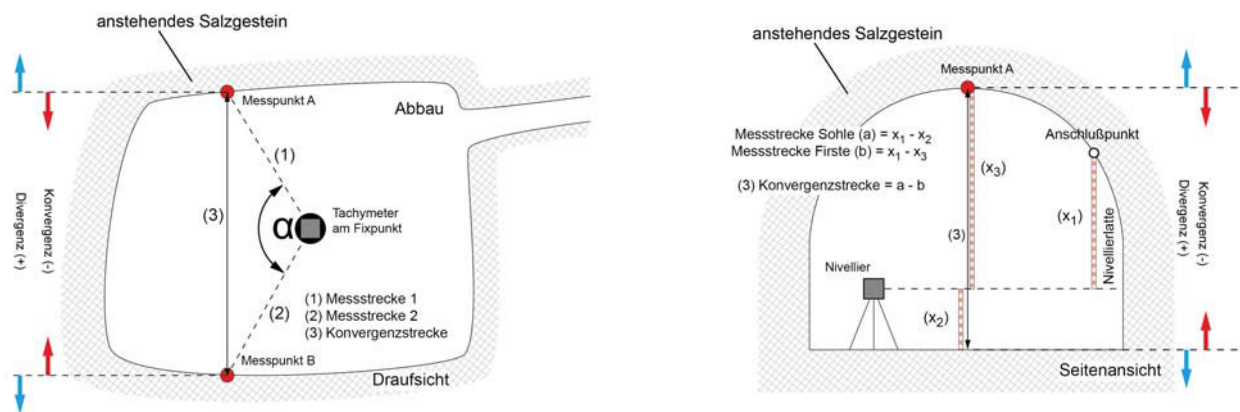 anstehendes Salzgestein
Messpunkt A
Abbau
(1)
(3)
α
Tachymeter
am Fixpunkt
Divergenz (+)
Konvergenz (-)
(2)
(1) Messstrecke 1
(2) Messstrecke 2
(3) Konvergenzstrecke
Messpunkt B
Draufsicht
anstehendes Salzgestein
Messpunkt A
Messstrecke Sohle (a) = x₁ - x₂
Messstrecke Firste (b) = x₁ - x₃
Anschlußpunkt
(3) Konvergenzstrecke = a - b
(x₃)
(x₁)
Nivellierlatte
(3)
Nivellier
(x₂)
Divergenz (+)
Konvergenz (-)
Seitenansicht